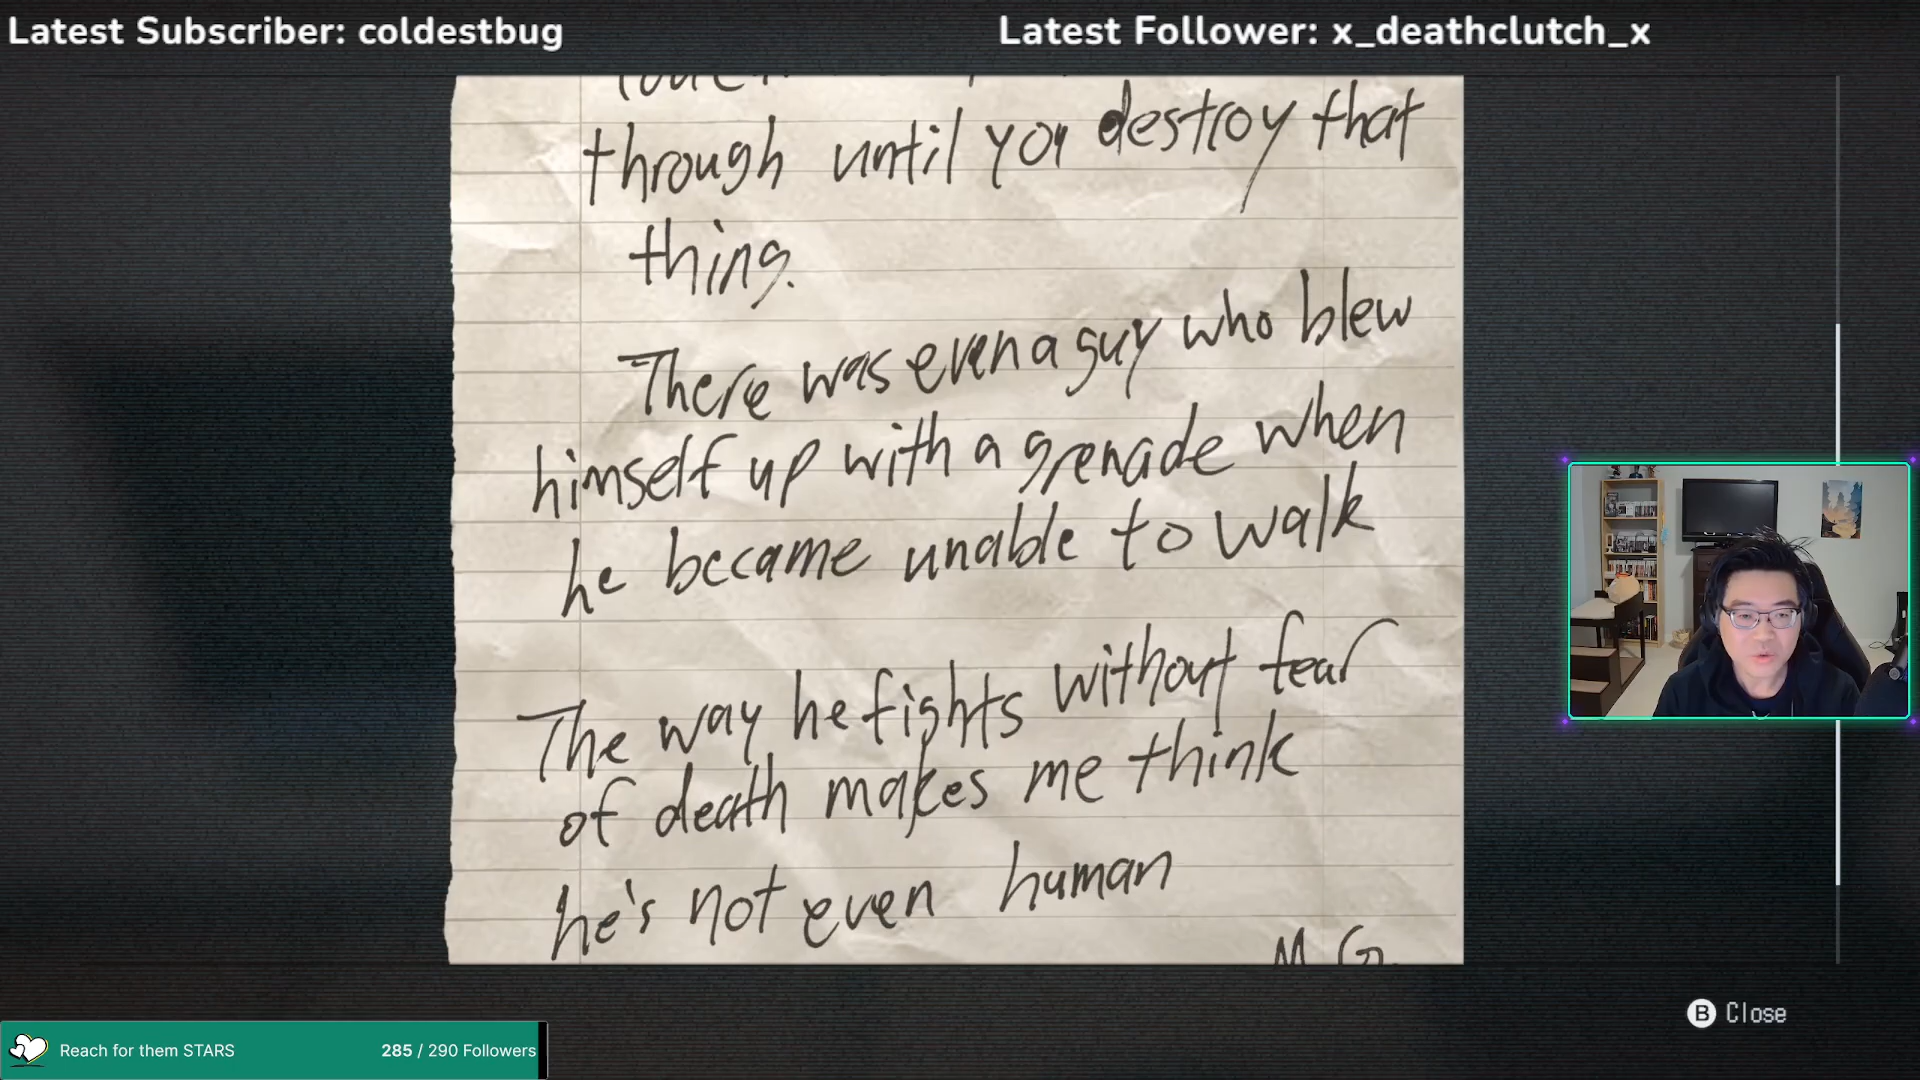 Latest Subscriber: coldestbug
Latest Follower: x_deathclutch_x
through until you destroy that
thing.
There was even a guy who blew
himself up with a grenade when
he became unable to walk
The way he fights without fear
of death makes me think
he's not even human
M.G.
B Close
Reach for them STARS
285 / 290 Followers